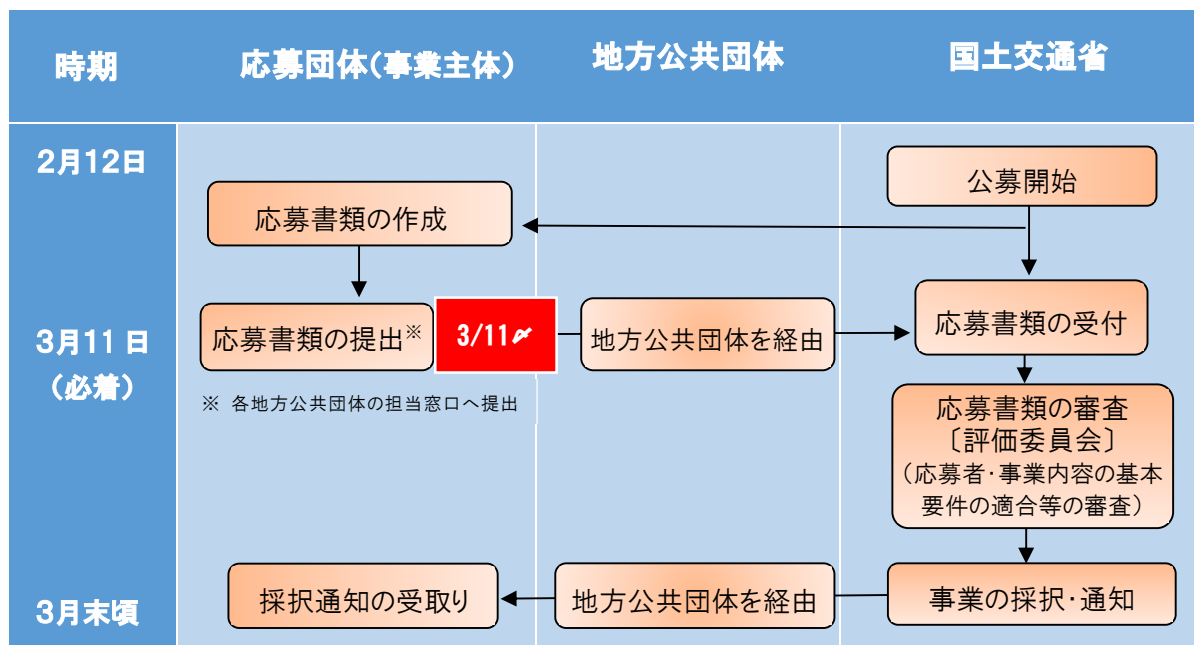 時期
応募団体(事業主体)
地方公共団体
国土交通省
2月12日
公募開始
応募書類の作成
3月11日
(必着)
応募書類の提出※
3/11〆
地方公共団体を経由
応募書類の受付
※ 各地方公共団体の担当窓口へ提出
応募書類の審査
〔評価委員会〕
(応募者・事業内容の基本
要件の適合等の審査)
3月末頃
採択通知の受取り
地方公共団体を経由
事業の採択・通知